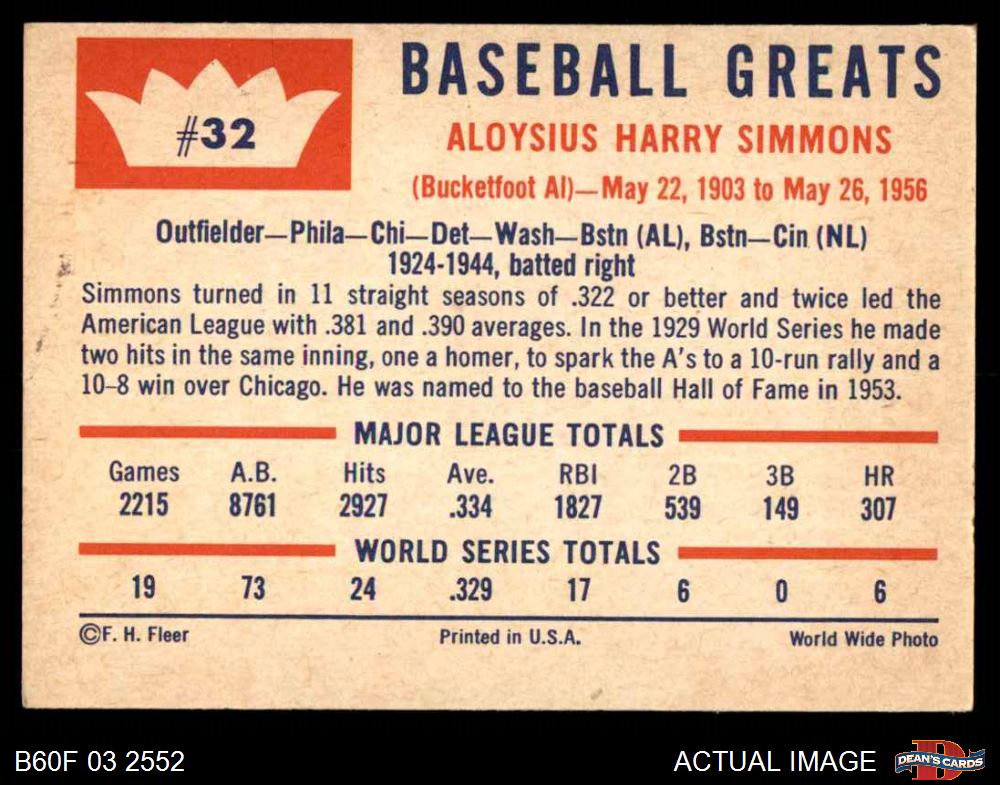 #32
BASEBALL GREATS
ALOYSIUS HARRY SIMMONS
(Bucketfoot Al)—May 22, 1903 to May 26, 1956
Outfielder—Phila—Chi—Det—Wash—Bstn (AL), Bstn—Cin (NL)
1924-1944, batted right
Simmons turned in 11 straight seasons of .322 or better and twice led the
American League with .381 and .390 averages. In the 1929 World Series he made
two hits in the same inning, one a homer, to spark the A's to a 10-run rally and a
10-8 win over Chicago. He was named to the baseball Hall of Fame in 1953.
MAJOR LEAGUE TOTALS
Games A.B. Hits Ave. RBI 2B 3B HR
2215 8761 2927 .334 1827 539 149 307
WORLD SERIES TOTALS
19 73 24 .329 17 6 0 6
©F. H. Fleer Printed in U.S.A. World Wide Photo
B60F 03 2552 ACTUAL IMAGE DEAN'S CARDS